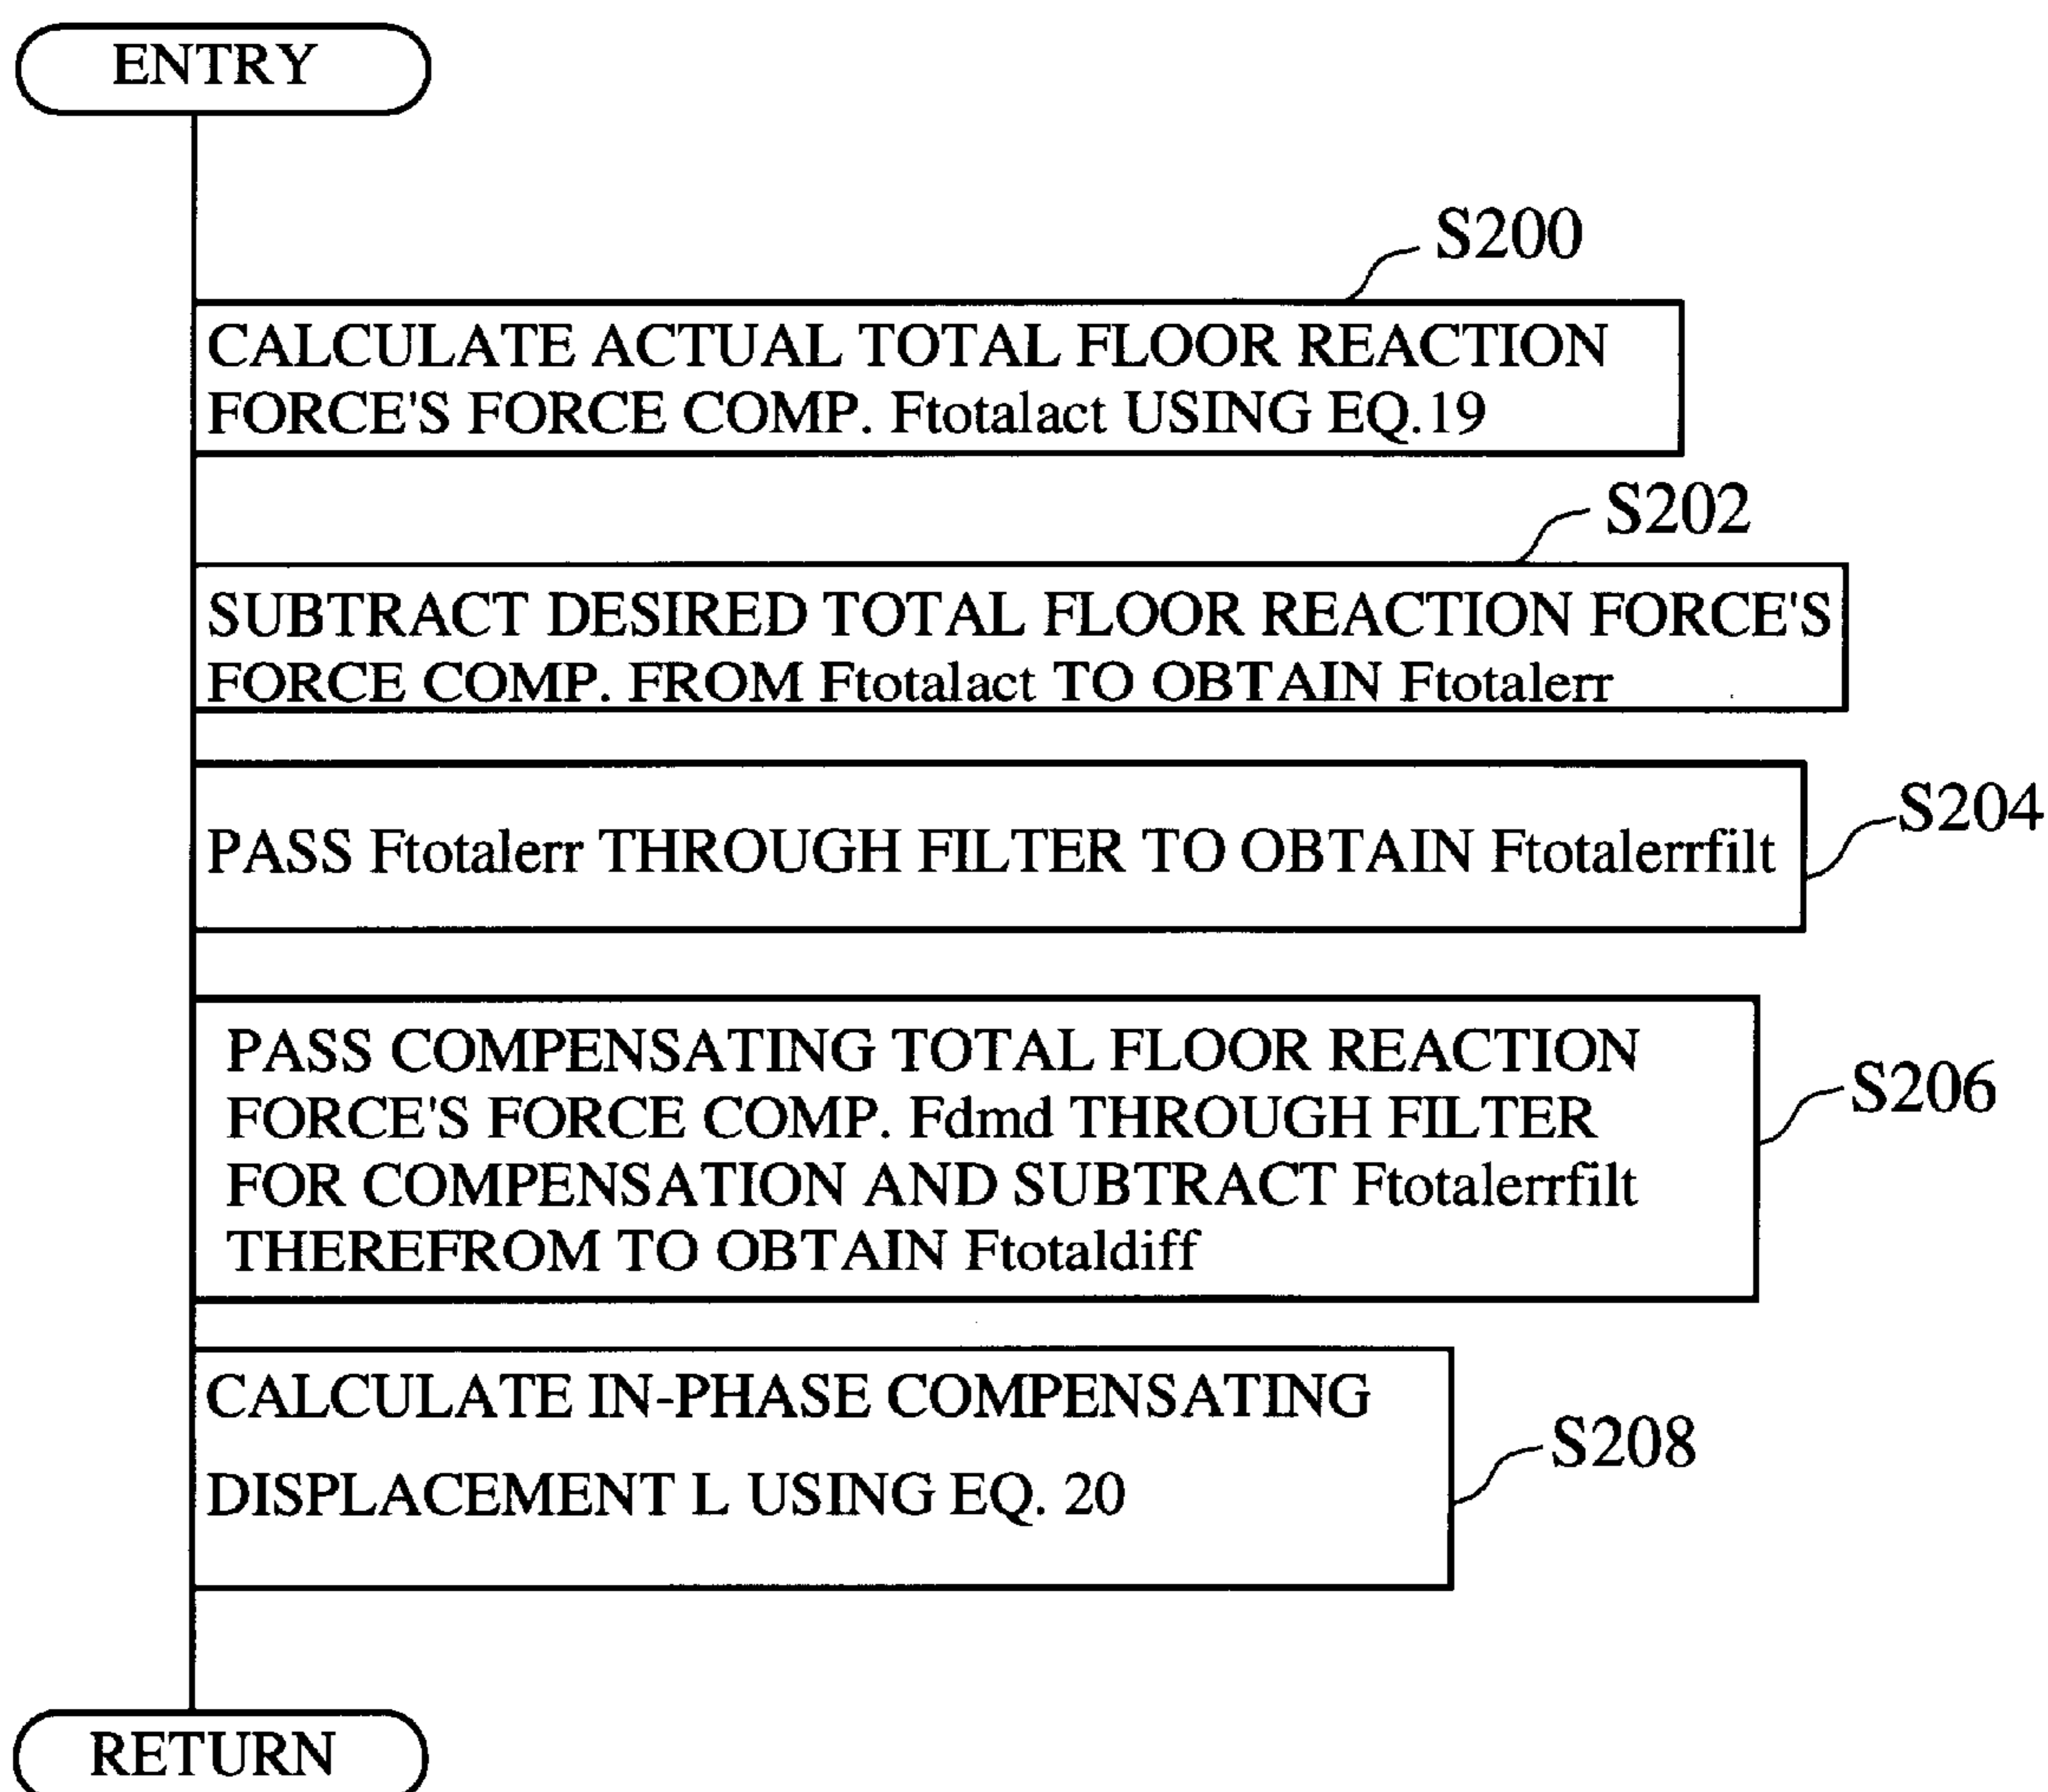 ENTRY
S200
CALCULATE ACTUAL TOTAL FLOOR REACTION
FORCE'S FORCE COMP. Ftotalact USING EQ.19
S202
SUBTRACT DESIRED TOTAL FLOOR REACTION FORCE'S
FORCE COMP. FROM Ftotalact TO OBTAIN Ftotalerr
S204
PASS Ftotalerr THROUGH FILTER TO OBTAIN Ftotalerrfilt
PASS COMPENSATING TOTAL FLOOR REACTION
FORCE'S FORCE COMP. Fdmd THROUGH FILTER
FOR COMPENSATION AND SUBTRACT Ftotalerrfilt
THEREFROM TO OBTAIN Ftotaldiff
S206
CALCULATE IN-PHASE COMPENSATING
DISPLACEMENT L USING EQ. 20
S208
RETURN